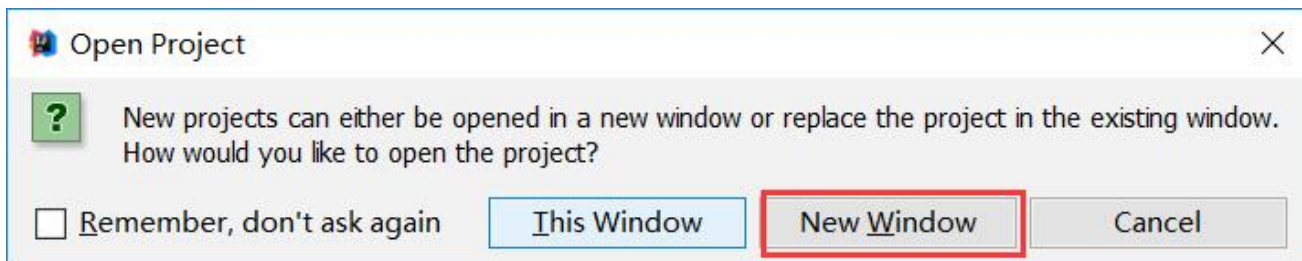 Open Project
New projects can either be opened in a new window or replace the project in the existing window.
How would you like to open the project?
Remember, don't ask again This Window New Window Cancel